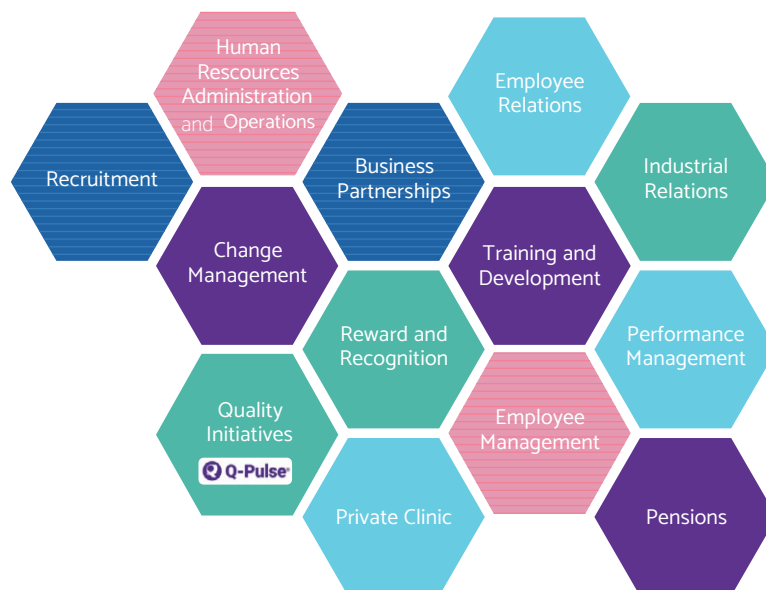 Human
Rescources
Administration
and Operations
Employee
Relations
Recruitment
Business
Partnerships
Industrial
Relations
Change
Management
Training and
Development
Reward and
Recognition
Performance
Management
Quality
Initiatives
Q-Pulse®
Employee
Management
Private Clinic
Pensions